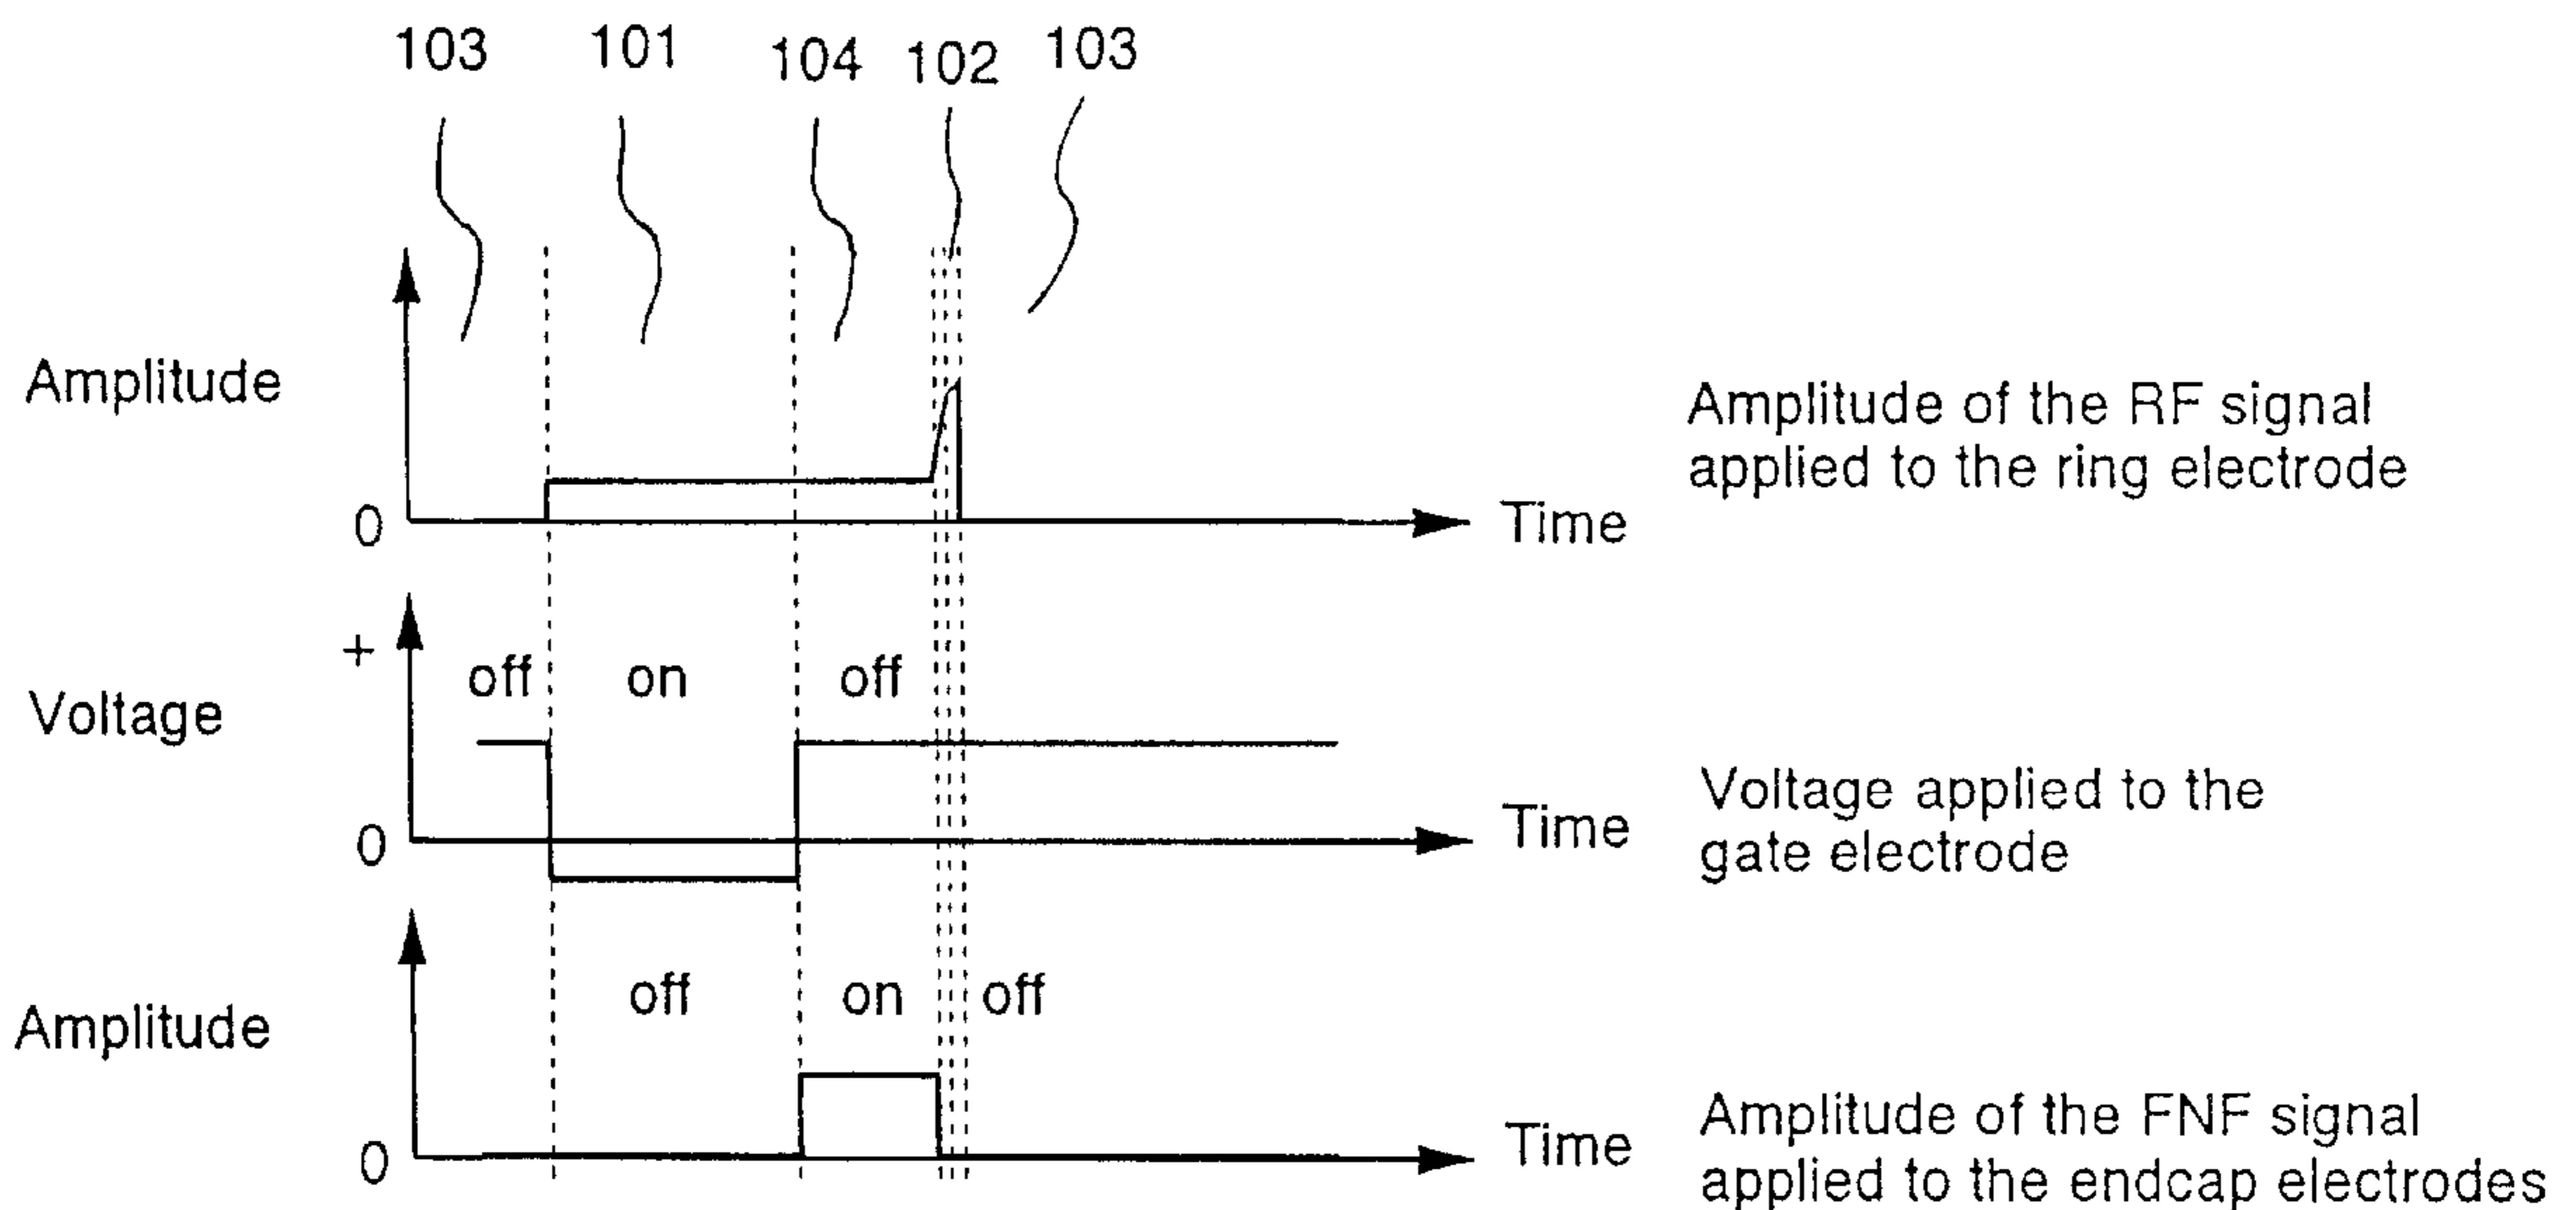 103 101 104 102 103
Amplitude
0
Time
Amplitude of the RF signal
applied to the ring electrode
+
off on off
Voltage
0
Time
Voltage applied to the
gate electrode
off on off
Amplitude
0
Time
Amplitude of the FNF signal
applied to the endcap electrodes